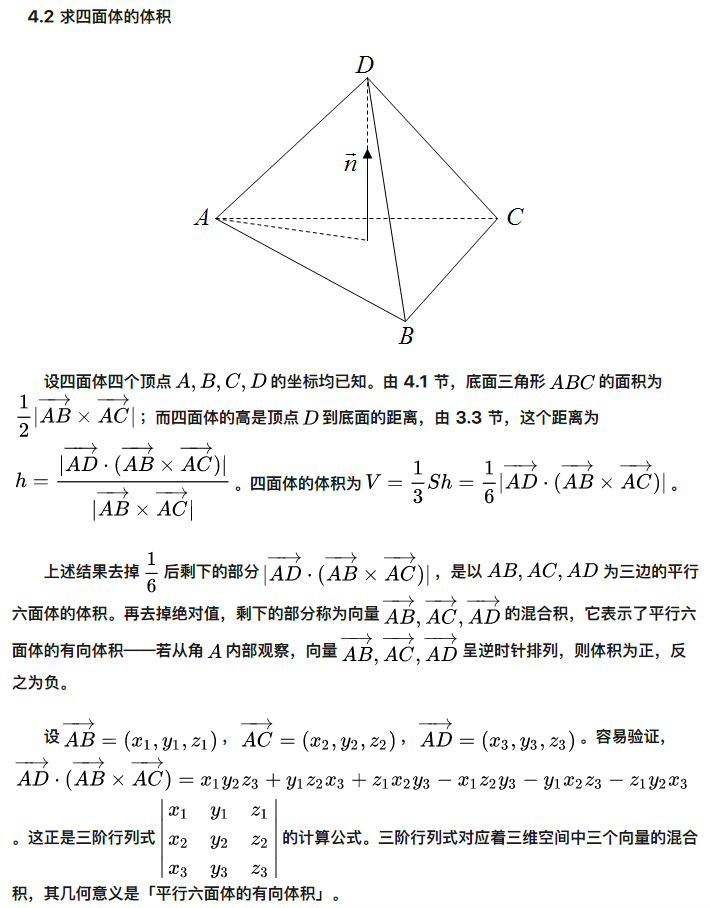 4.2 求四面体的体积
D
$\vec{n}$
A
C
B
设四面体四个顶点 $A, B, C, D$ 的坐标均已知。由 4.1 节，底面三角形 $ABC$ 的面积为
$\frac{1}{2}|\overrightarrow{AB} \times \overrightarrow{AC}|$；而四面体的高是顶点 $D$ 到底面的距离，由 3.3 节，这个距离为
$h = \frac{|\overrightarrow{AD} \cdot (\overrightarrow{AB} \times \overrightarrow{AC})|}{|\overrightarrow{AB} \times \overrightarrow{AC}|}$。四面体的体积为 $V = \frac{1}{3}Sh = \frac{1}{6}|\overrightarrow{AD} \cdot (\overrightarrow{AB} \times \overrightarrow{AC})|$。
上述结果去掉 $\frac{1}{6}$ 后剩下的部分 $|\overrightarrow{AD} \cdot (\overrightarrow{AB} \times \overrightarrow{AC})|$，是以 $AB, AC, AD$ 为三边的平行
六面体的体积。再去掉绝对值，剩下的部分称为向量 $\overrightarrow{AB}, \overrightarrow{AC}, \overrightarrow{AD}$ 的混合积，它表示了平行六
面体的有向体积——若从角 $A$ 内部观察，向量 $\overrightarrow{AB}, \overrightarrow{AC}, \overrightarrow{AD}$ 呈逆时针排列，则体积为正，反
之为负。
设 $\overrightarrow{AB} = (x_1, y_1, z_1)$，$\overrightarrow{AC} = (x_2, y_2, z_2)$，$\overrightarrow{AD} = (x_3, y_3, z_3)$。容易验证，
$\overrightarrow{AD} \cdot (\overrightarrow{AB} \times \overrightarrow{AC}) = x_1y_2z_3 + y_1z_2x_3 + z_1x_2y_3 - x_1z_2y_3 - y_1x_2z_3 - z_1y_2x_3$
。这正是三阶行列式 $\begin{vmatrix} x_1 & y_1 & z_1 \\ x_2 & y_2 & z_2 \\ x_3 & y_3 & z_3 \end{vmatrix}$ 的计算公式。三阶行列式对应着三维空间中三个向量的混合
积，其几何意义是「平行六面体的有向体积」。